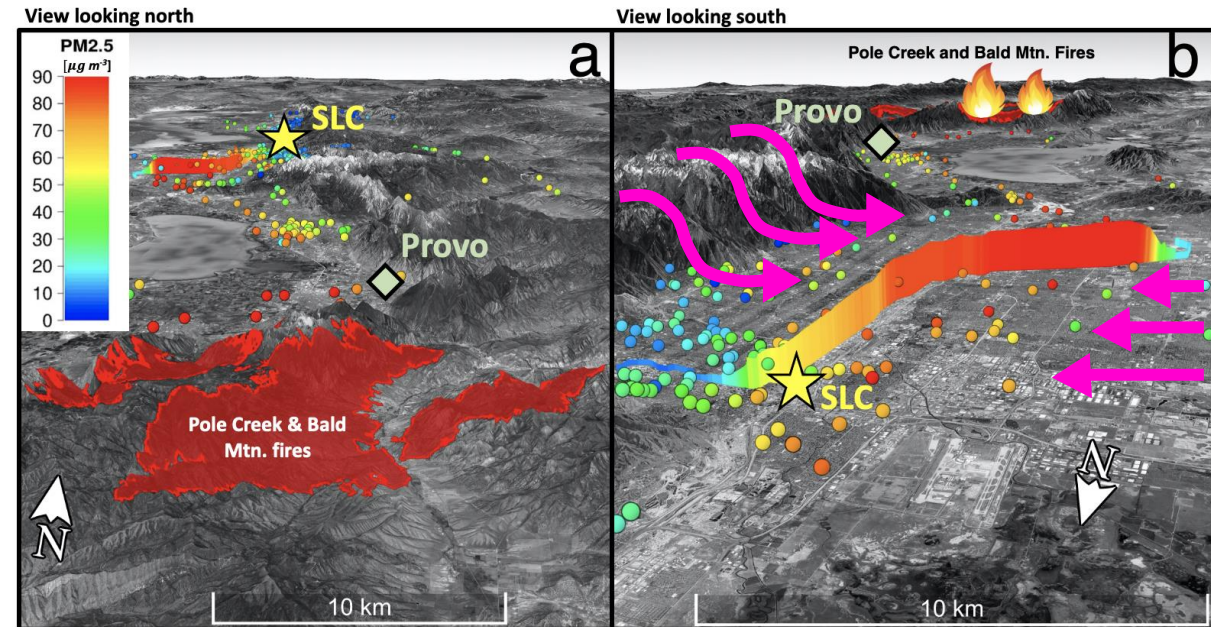 View looking north
View looking south
PM2.5
[μg m⁻³]
90
80
70
60
50
40
30
20
10
0
a
SLC
Provo
Pole Creek & Bald
Mtn. fires
N
10 km
Pole Creek and Bald Mtn. Fires
b
Provo
SLC
N
10 km